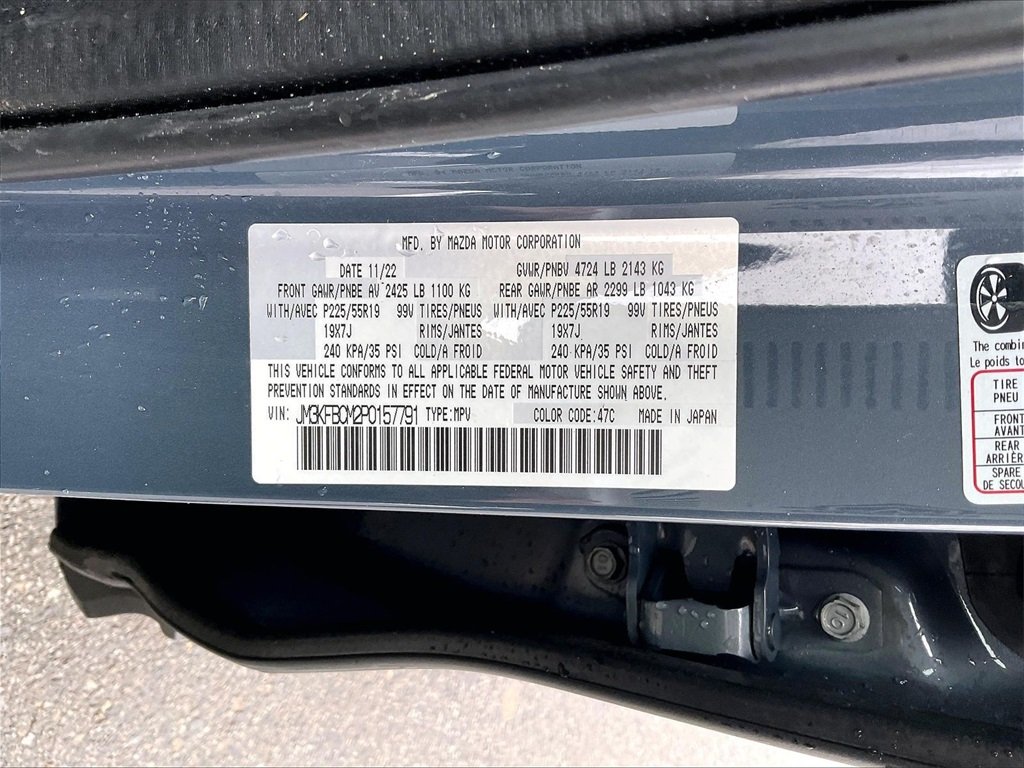 MFD. BY MAZDA MOTOR CORPORATION
DATE 11/22 GVWR/PNBV 4724 LB 2143 KG
FRONT GAWR/PNBE AV 2425 LB 1100 KG REAR GAWR/PNBE AR 2299 LB 1043 KG
WITH/AVEC P225/55R19 99V TIRES/PNEUS WITH/AVEC P225/55R19 99V TIRES/PNEUS
19X7J RIMS/JANTES 19X7J RIMS/JANTES
240 KPA/35 PSI COLD/A FROID 240 KPA/35 PSI COLD/A FROID
THIS VEHICLE CONFORMS TO ALL APPLICABLE FEDERAL MOTOR VEHICLE SAFETY AND THEFT
PREVENTION STANDARDS IN EFFECT ON THE DATE OF MANUFACTURE SHOWN ABOVE.
VIN: JM3KFBCM2P0157791 TYPE:MPV COLOR CODE:47C MADE IN JAPAN
The combin
Le poids to
TIRE
PNEU
FRONT
AVANT
REAR
ARRIÈR
SPARE
DE SECOU